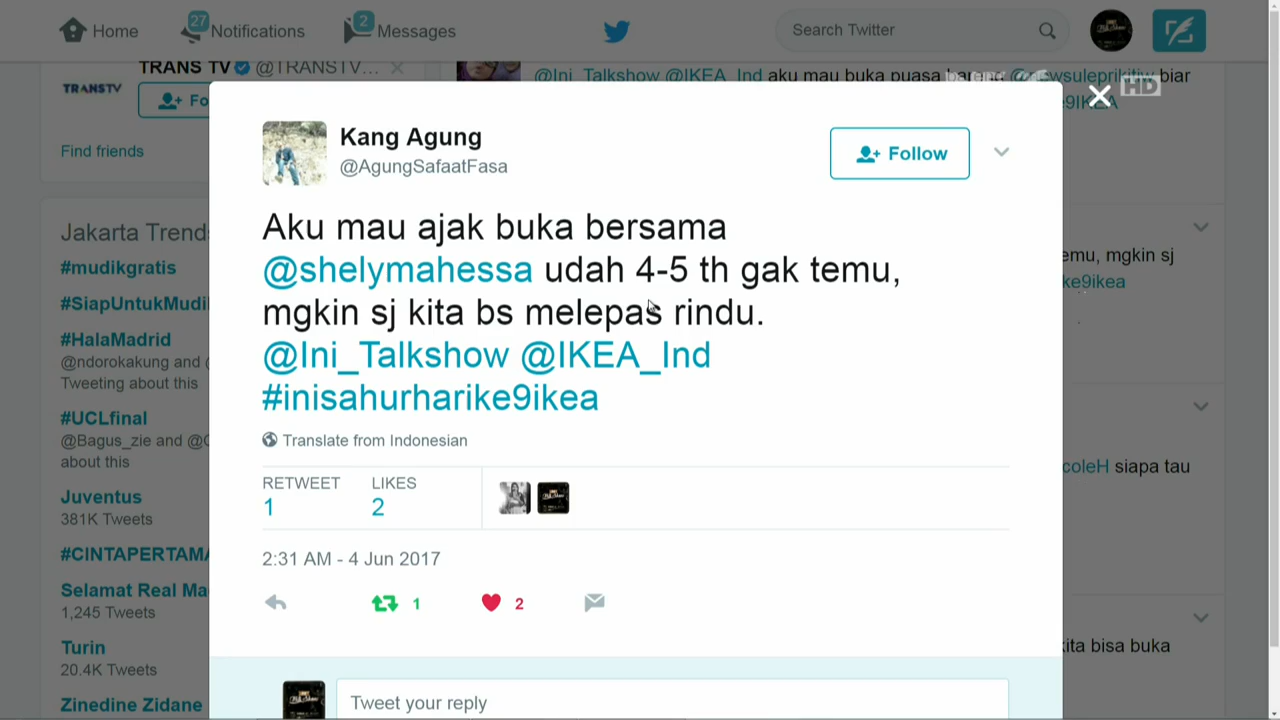 Home
27
Notifications
2
Messages
Search Twitter
TRANSTV
TRANS TV @TRANSTV...
Fo
Find friends
@Ini_Talkshow @IKEA_Ind aku mau buka puasa
biar
HD
Jakarta Trends
#mudikgratis
#SiapUntukMudi
#HalaMadrid
@ndorokakung and
Tweeting about this
#UCLfinal
@Bagus_zie and
about this
Juventus
381K Tweets
#CINTAPERTAMA
Selamat Real Ma
1,245 Tweets
Turin
20.4K Tweets
Zinedine Zidane
Kang Agung
@AgungSafaatFasa
Follow
Aku mau ajak buka bersama
@shelymahessa udah 4-5 th gak temu,
mgkin sj kita bs melepas rindu.
@Ini_Talkshow @IKEA_Ind
#inisahurharike9ikea
Translate from Indonesian
RETWEET
1
LIKES
2
2:31 AM - 4 Jun 2017
1
2
Tweet your reply
e9IKEA
emu, mgkin sj
ke9ikea
coleH siapa tau
kita bisa buka